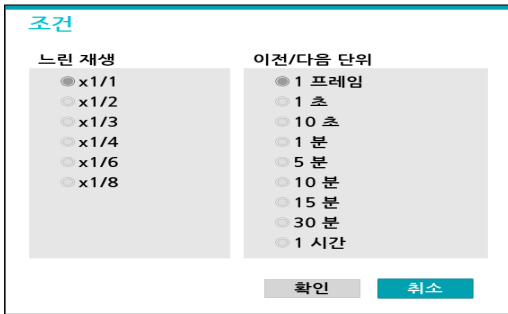 조건
느린 재생
x1/1
x1/2
x1/3
x1/4
x1/6
x1/8
이전/다음 단위
1 프레임
1 초
10 초
1 분
5 분
10 분
15 분
30 분
1 시간
확인
취소